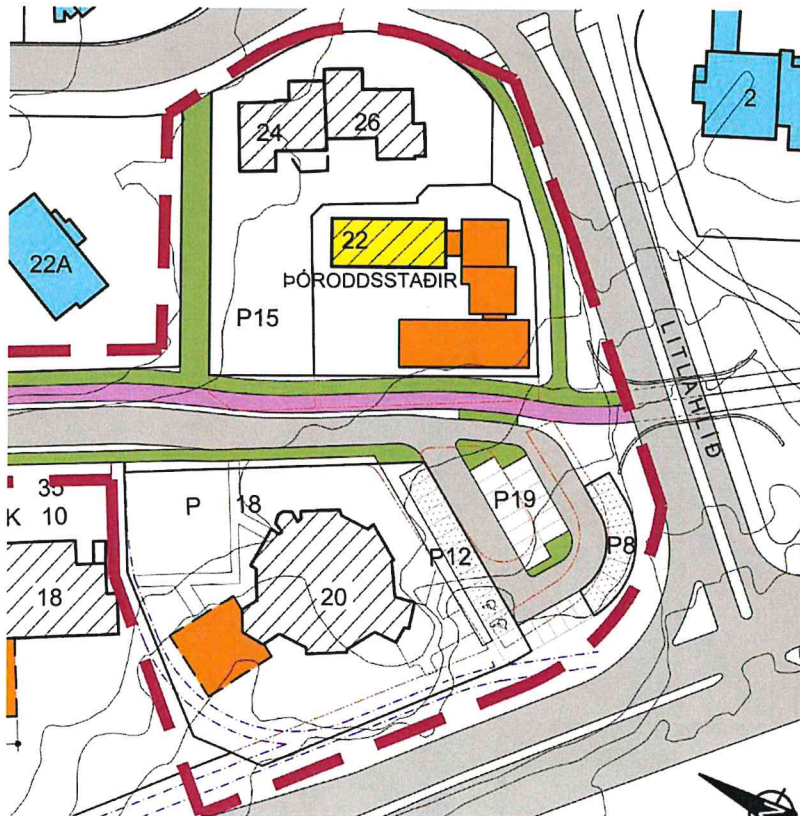 2
24
26
22
ÞÓRODDSSTAÐIR
22A
P15
LITLAHLÍÐ
35
K 10
P 18
P19
P12
P8
18
20